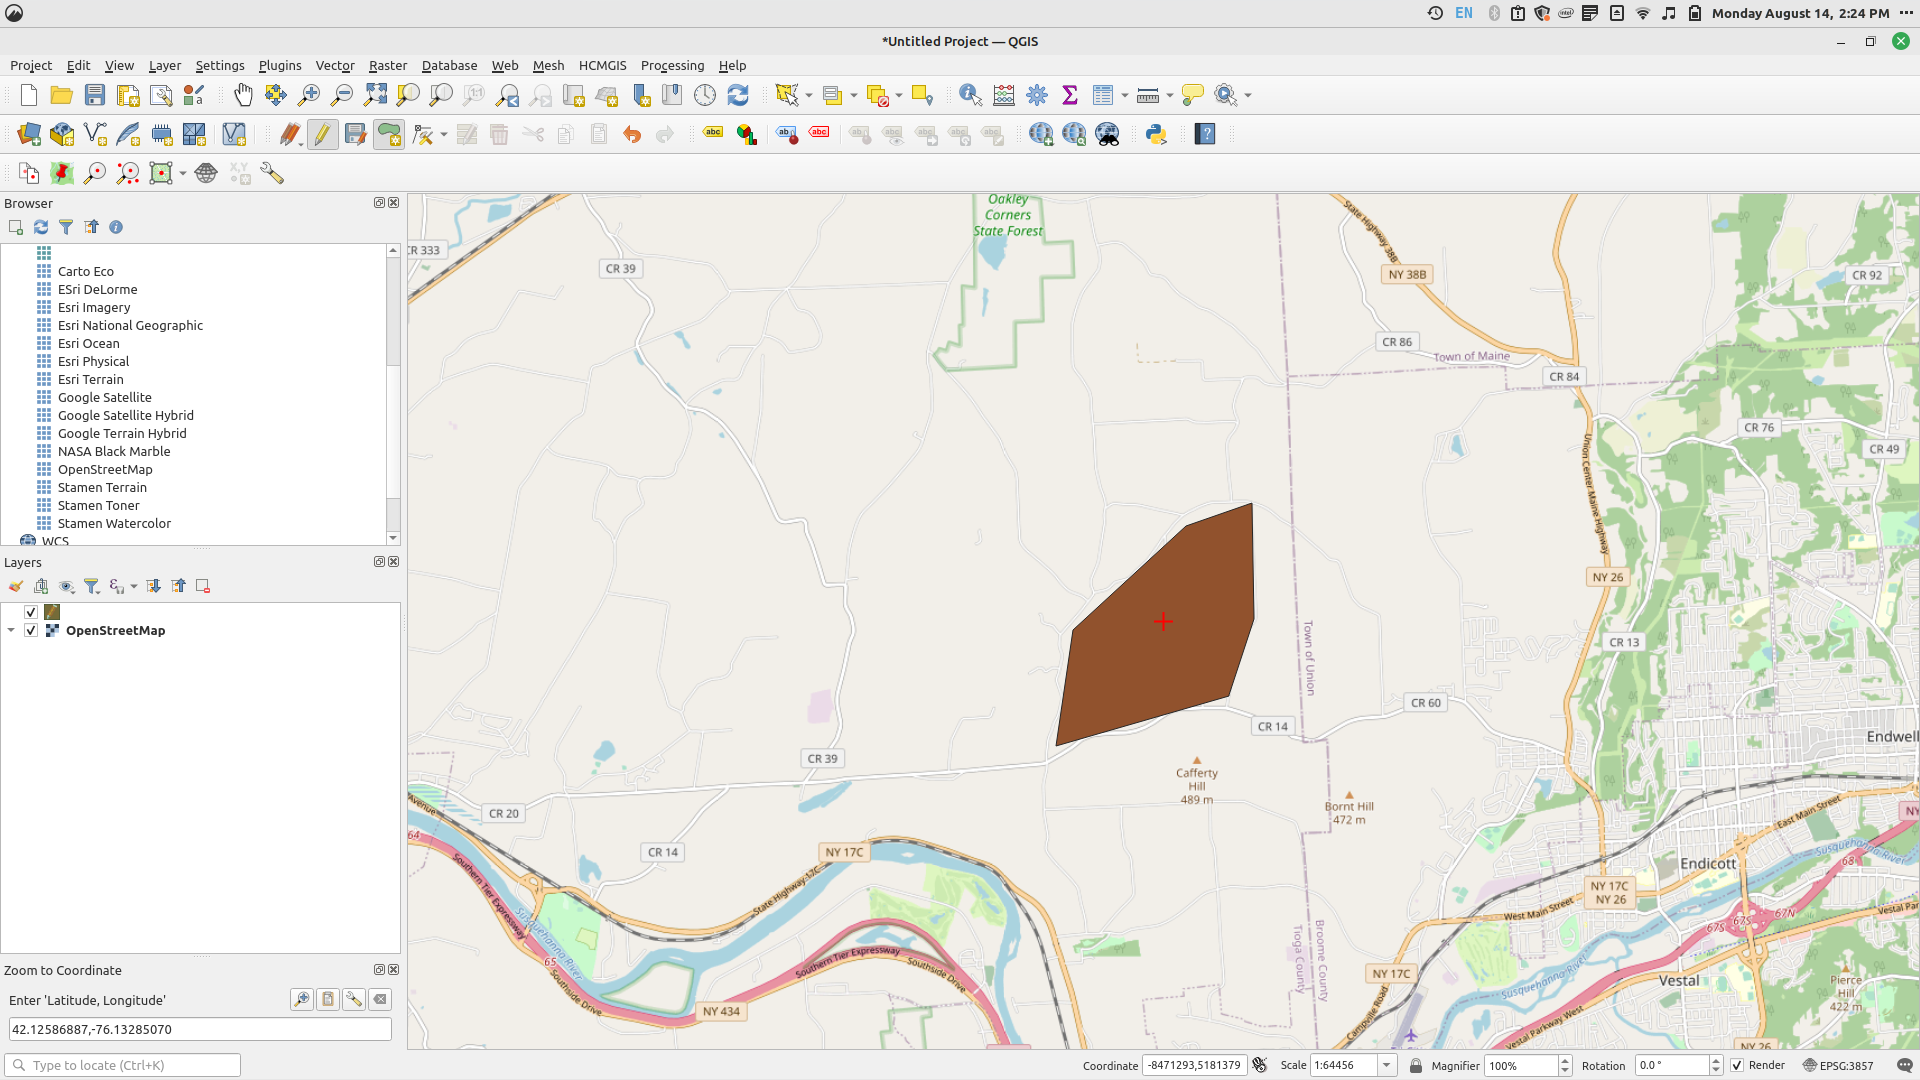 EN
Monday August 14, 2:24 PM
*Untitled Project — QGIS
Project Edit View Layer Settings Plugins Vector Raster Database Web Mesh HCMGIS Processing Help
Browser
Carto Eco
ESri DeLorme
Esri Imagery
Esri National Geographic
Esri Ocean
Esri Physical
Esri Terrain
Google Satellite
Google Satellite Hybrid
Google Terrain Hybrid
NASA Black Marble
OpenStreetMap
Stamen Terrain
Stamen Toner
Stamen Watercolor
WCS
Layers
OpenStreetMap
Zoom to Coordinate
Enter 'Latitude, Longitude'
42.12586887,-76.13285070
Type to locate (Ctrl+K)
Oakley
Corners
State Forest
CR 333
CR 39
State Highway 38B
NY 38B
CR 92
CR 86
Town of Maine
CR 84
CR 76
CR 49
Union Center Maine Highway
NY 26
CR 13
Town of Union
CR 60
CR 14
Endwell
CR 39
Cafferty
Hill
489 m
Bornt Hill
472 m
CR 20
Avenue
64
East Main Street
NY
CR 14
NY 17C
State Highway 17C
Southern Tier Expressway
Susquehanna River
65
Southside Drive
Southern Tier Expressway
Southside Drive
NY 434
Endicott
Susquehanna River
68
NY 17C
NY 26
West Main Street
67S
67N
67S
Vestal Par
Tioga County
Broome County
NY 17C
Susquehanna River
Vestal
Pierce
Hill
422 m
Campville Road
Vestal Parkway West
NY 26
Coordinate -8471293,5181379 Scale 1:64456 Magnifier 100% Rotation 0.0 ° Render EPSG:3857